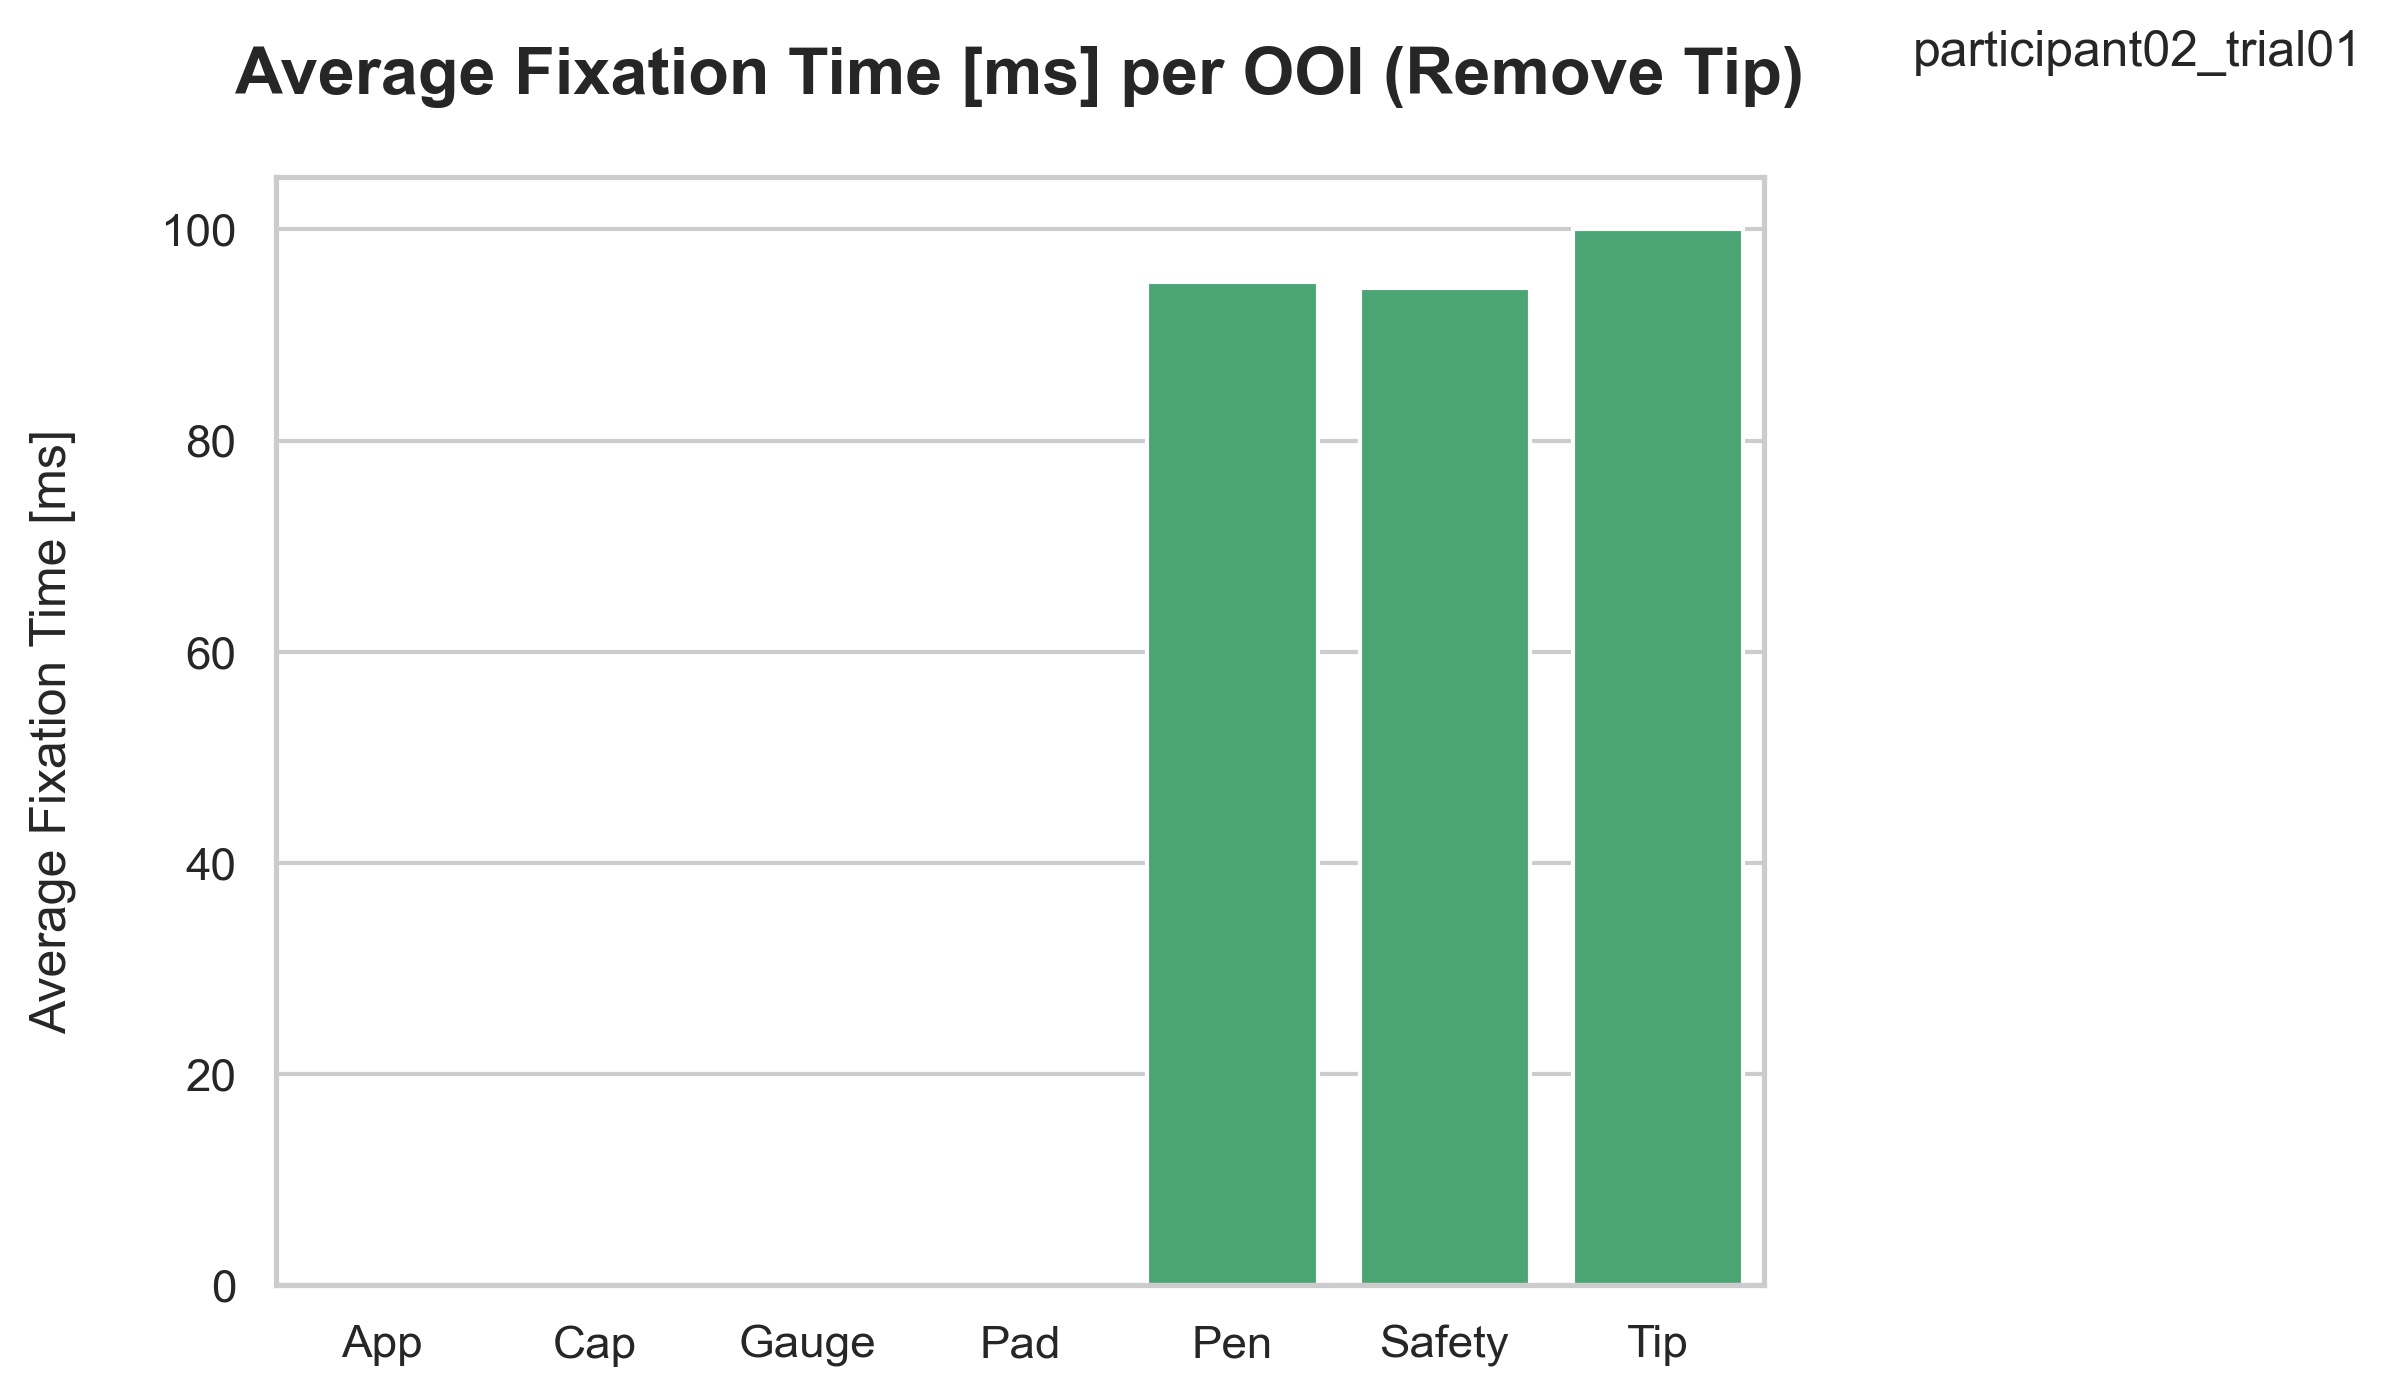 participant02_trial01
Average Fixation Time [ms] per OOI (Remove Tip)
Average Fixation Time [ms]
100
80
60
40
20
0
App Cap Gauge Pad Pen Safety Tip